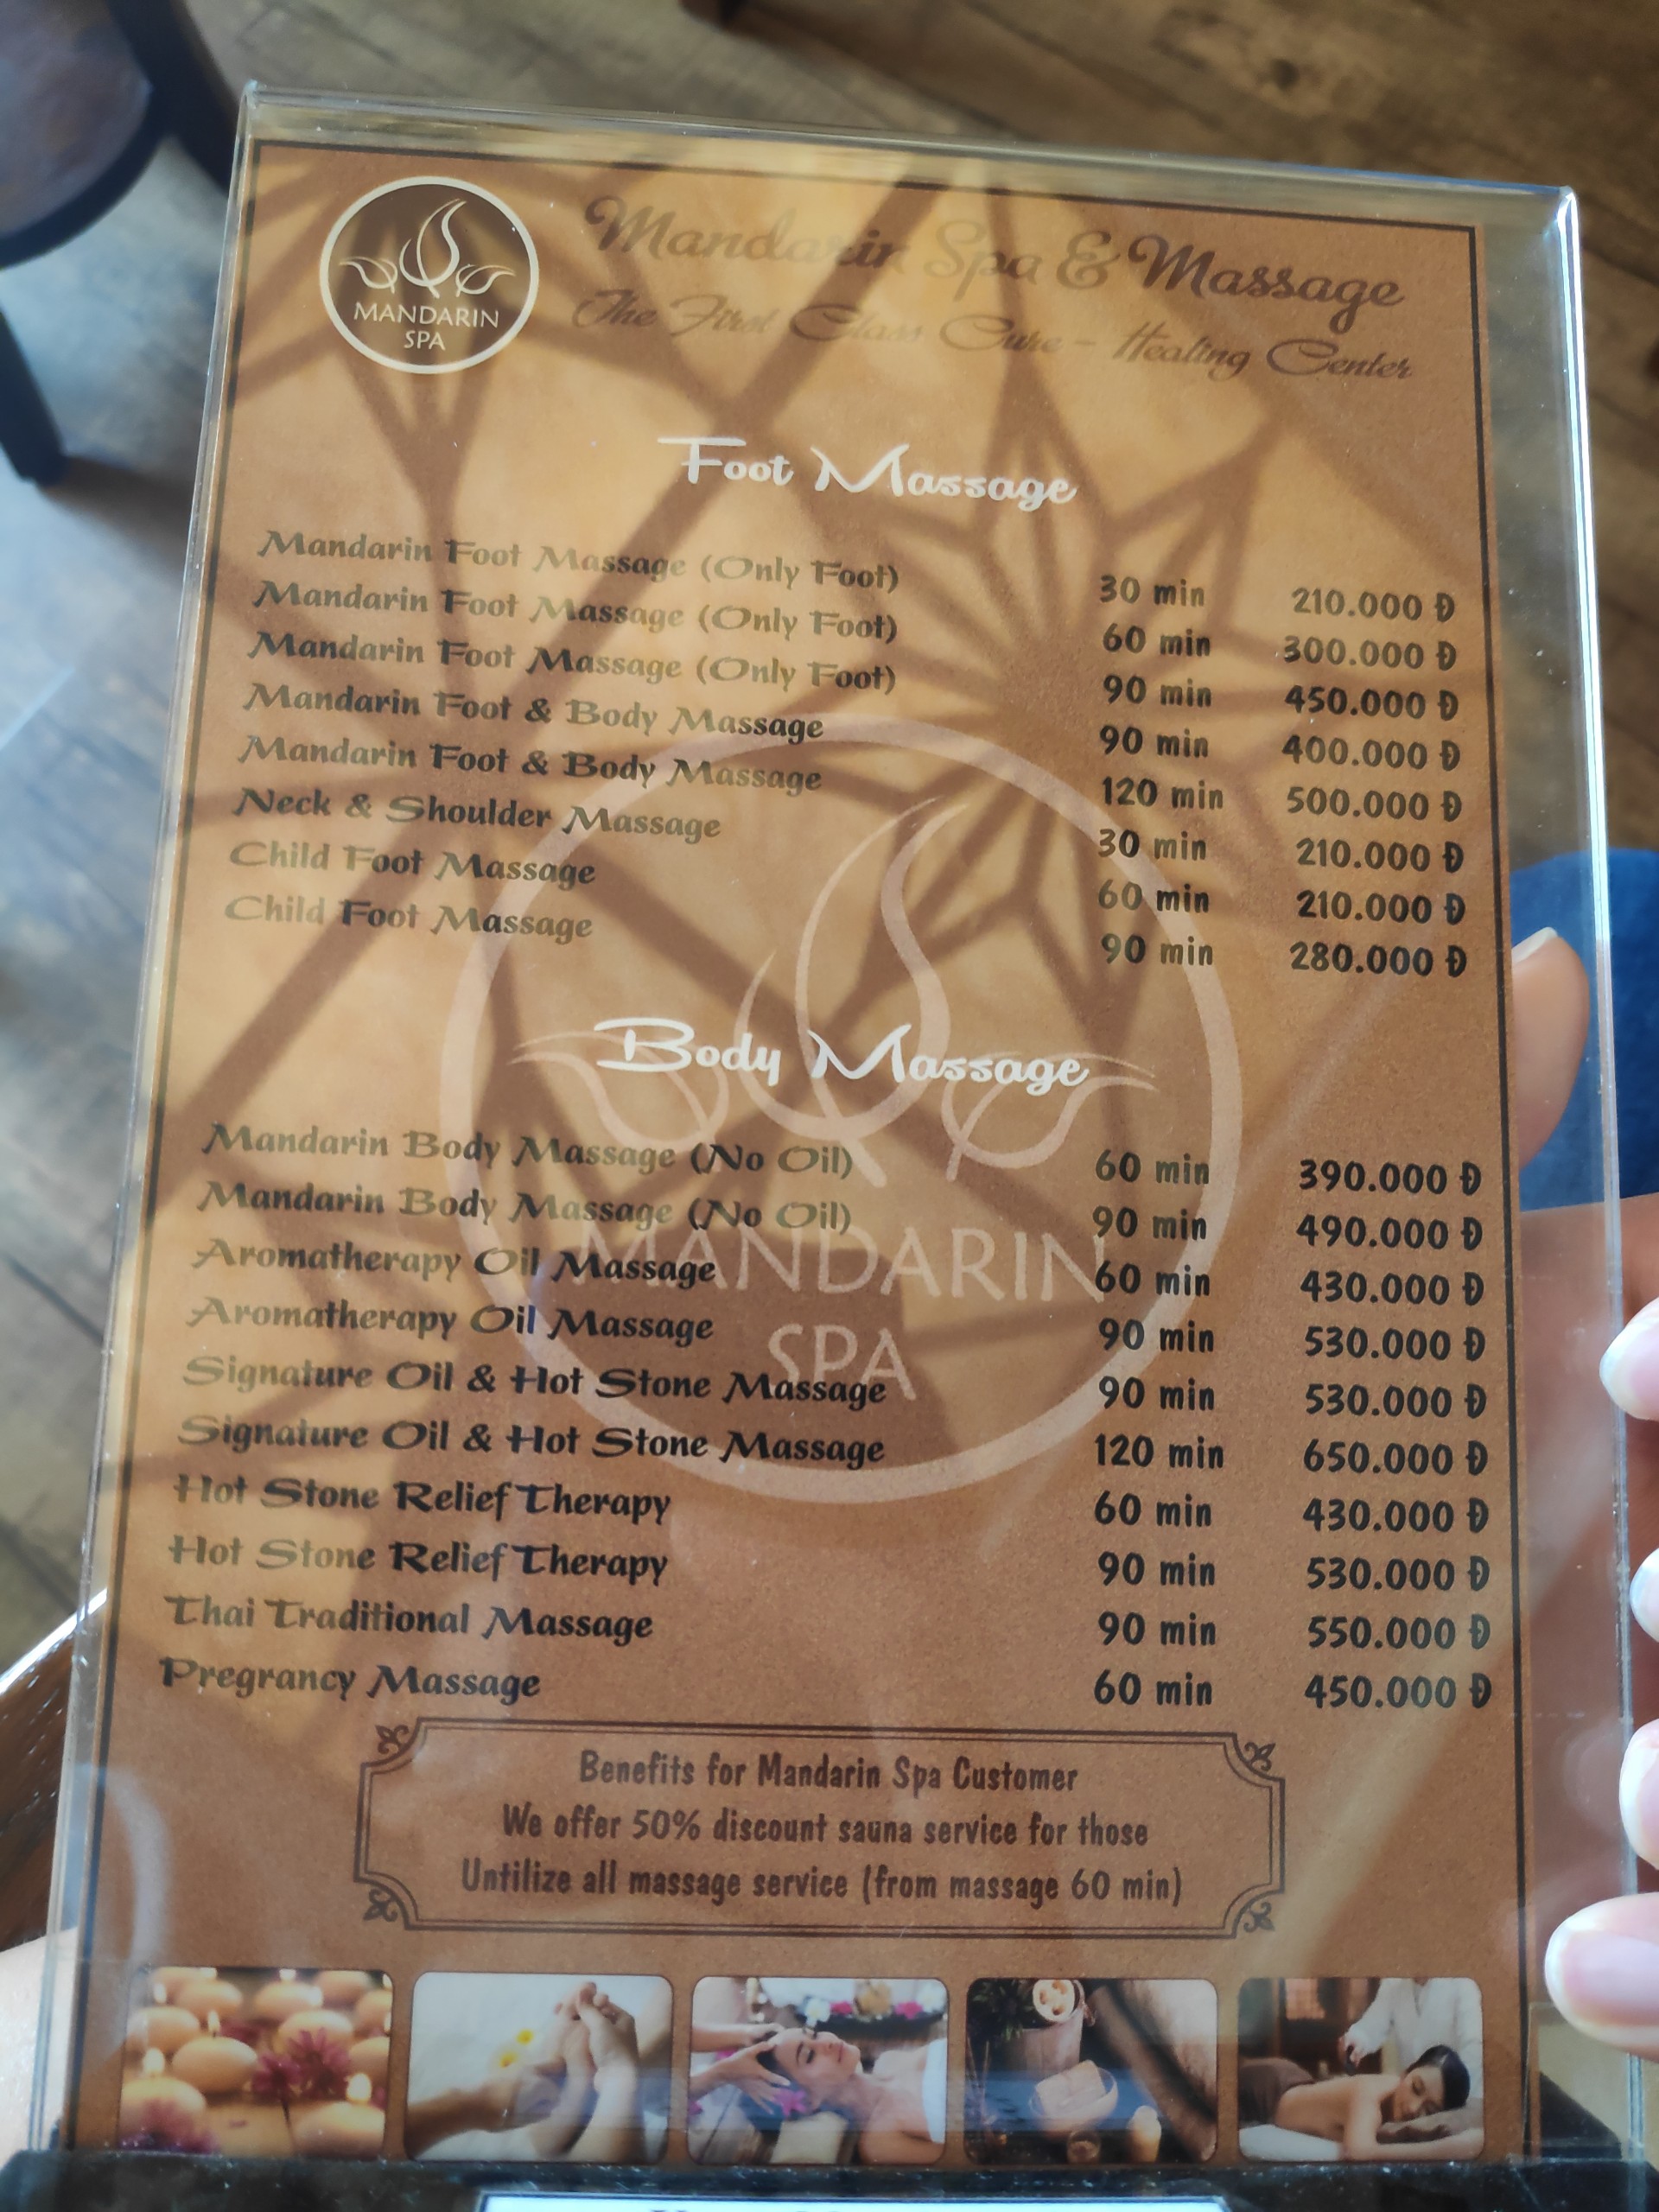 MANDARIN
SPA
Mandarin Spa & Massage
The First Class Cure - Healing Center
Foot Massage
Mandarin Foot Massage (Only Foot) 30 min 210.000 Đ
Mandarin Foot Massage (Only Foot) 60 min 300.000 Đ
Mandarin Foot Massage (Only Foot) 90 min 450.000 Đ
Mandarin Foot & Body Massage 90 min 400.000 Đ
Mandarin Foot & Body Massage 120 min 500.000 Đ
Neck & Shoulder Massage 30 min 210.000 Đ
Child Foot Massage 60 min 210.000 Đ
Child Foot Massage 90 min 280.000 Đ
Body Massage
Mandarin Body Massage (No Oil) 60 min 390.000 Đ
Mandarin Body Massage (No Oil) 90 min 490.000 Đ
Aromatherapy Oil Massage 60 min 430.000 Đ
Aromatherapy Oil Massage 90 min 530.000 Đ
Signature Oil & Hot Stone Massage 90 min 530.000 Đ
Signature Oil & Hot Stone Massage 120 min 650.000 Đ
Hot Stone Relief Therapy 60 min 430.000 Đ
Hot Stone Relief Therapy 90 min 530.000 Đ
Thai Traditional Massage 90 min 550.000 Đ
Pregrancy Massage 60 min 450.000 Đ
MANDARIN
SPA
Benefits for Mandarin Spa Customer
We offer 50% discount sauna service for those
Untilize all massage service (from massage 60 min)